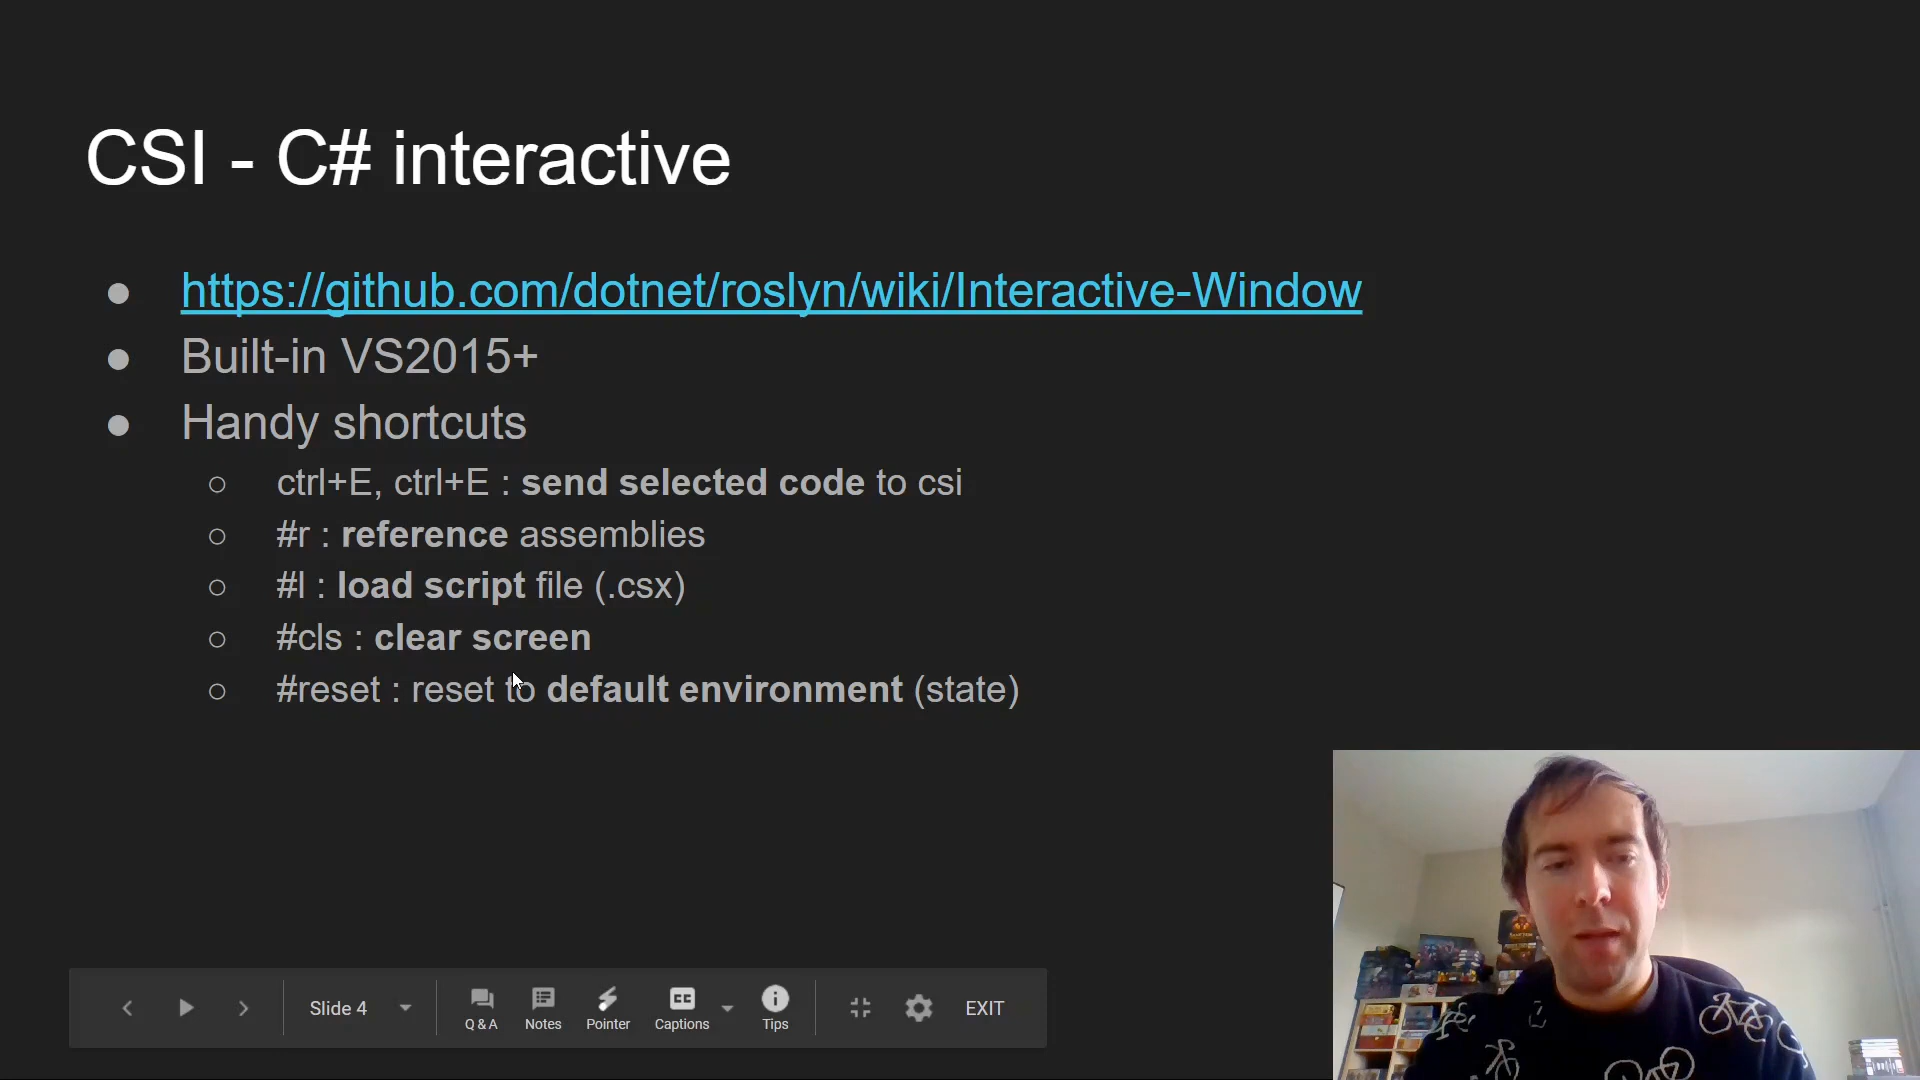 CSI - C# interactive
● https://github.com/dotnet/roslyn/wiki/Interactive-Window
● Built-in VS2015+
● Handy shortcuts
○ ctrl+E, ctrl+E : send selected code to csi
○ #r : reference assemblies
○ #l : load script file (.csx)
○ #cls : clear screen
○ #reset : reset to default environment (state)
Slide 4
Q & A
Notes
Pointer
CC
Captions
Tips
EXIT